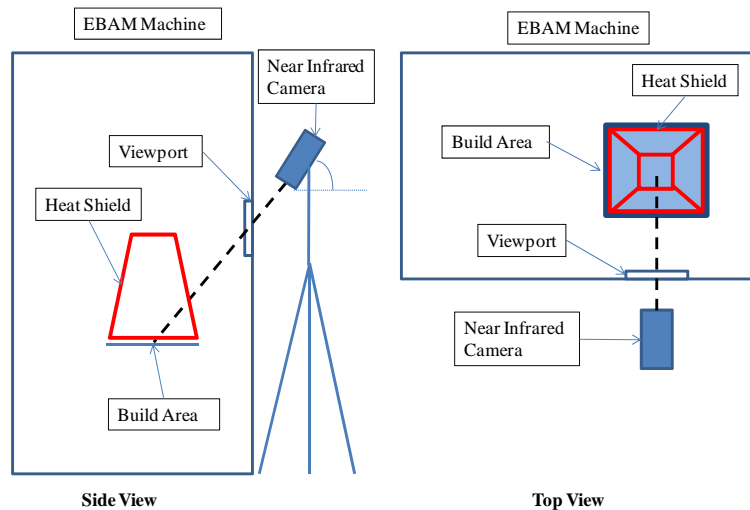 EBAM Machine
Near Infrared
Camera
Viewport
Heat Shield
Build Area
Side View
EBAM Machine
Heat Shield
Build Area
Viewport
Near Infrared
Camera
Top View